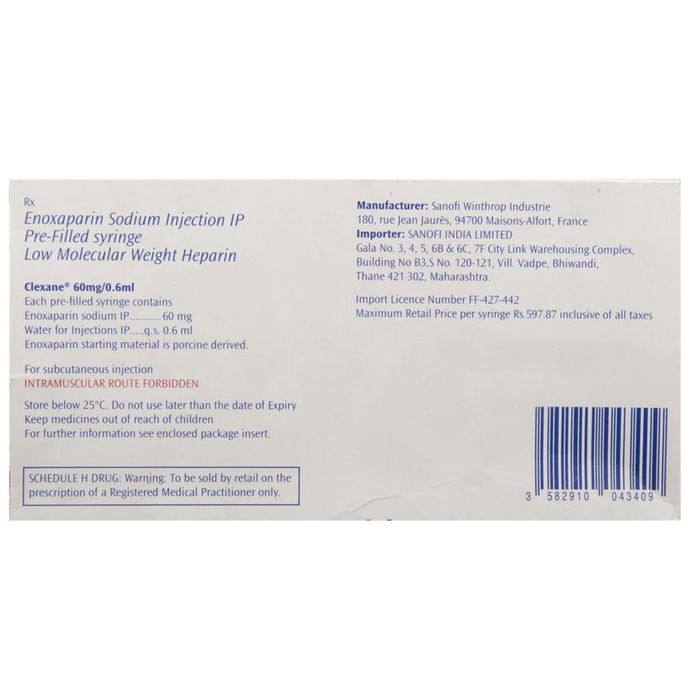 Rx
Enoxaparin Sodium Injection IP
Pre-Filled syringe
Low Molecular Weight Heparin
Clexane® 60mg/0.6ml
Each pre-filled syringe contains
Enoxaparin sodium IP...........60 mg
Water for Injections IP.....q.s. 0.6 ml
Enoxaparin starting material is porcine derived.
For subcutaneous injection
INTRAMUSCULAR ROUTE FORBIDDEN
Store below 25°C. Do not use later than the date of Expiry
Keep medicines out of reach of children
For further information see enclosed package insert.
SCHEDULE H DRUG: Warning: To be sold by retail on the
prescription of a Registered Medical Practitioner only.
Manufacturer: Sanofi Winthrop Industrie
180, rue Jean Jaurès, 94700 Maisons-Alfort, France
Importer: SANOFI INDIA LIMITED
Gala No. 3, 4, 5, 6B & 6C, 7F City Link Warehousing Complex,
Building No B3,S No. 120-121, Vill. Vadpe, Bhiwandi,
Thane 421 302, Maharashtra.
Import Licence Number FF-427-442
Maximum Retail Price per syringe Rs.597.87 inclusive of all taxes
3 582910 043409